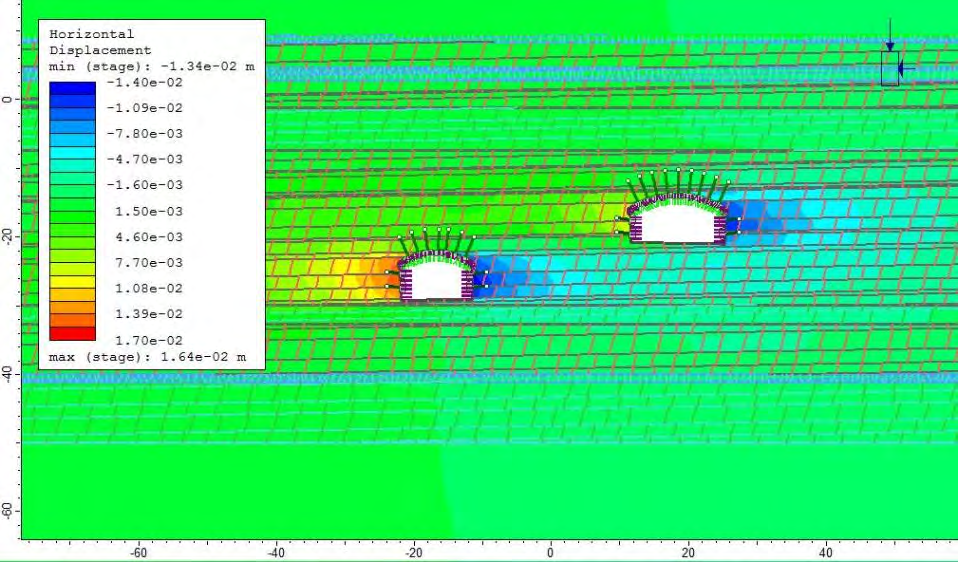 Horizontal
Displacement
min (stage): -1.34e-02 m
-1.40e-02
-1.09e-02
-7.80e-03
-4.70e-03
-1.60e-03
1.50e-03
4.60e-03
7.70e-03
1.08e-02
1.39e-02
1.70e-02
max (stage): 1.64e-02 m
0
-20
-40
-60
-60
-40
-20
0
20
40